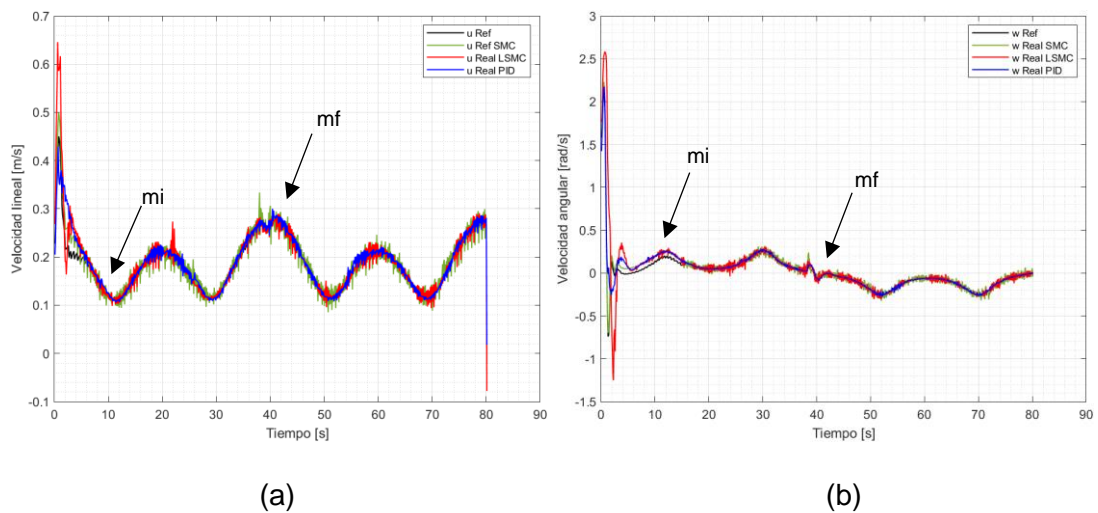 u Ref
u Ref SMC
u Real LSMC
u Real PID
mi
mf
Velocidad lineal [m/s]
0.7
0.6
0.5
0.4
0.3
0.2
0.1
0
-0.1
0 10 20 30 40 50 60 70 80 90
Tiempo [s]
(a)
w Ref
w Real SMC
w Real LSMC
w Real PID
mi
mf
Velocidad angular [rad/s]
3
2.5
2
1.5
1
0.5
0
-0.5
-1
-1.5
0 10 20 30 40 50 60 70 80 90
Tiempo [s]
(b)